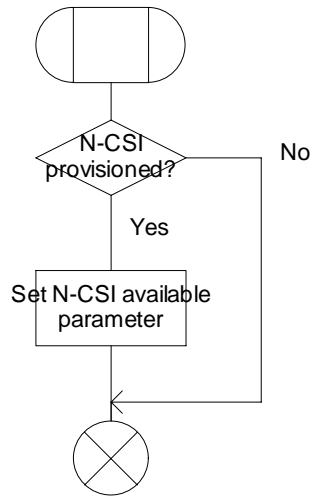 N-CSI
provisioned?
No
Yes
Set N-CSI available
parameter